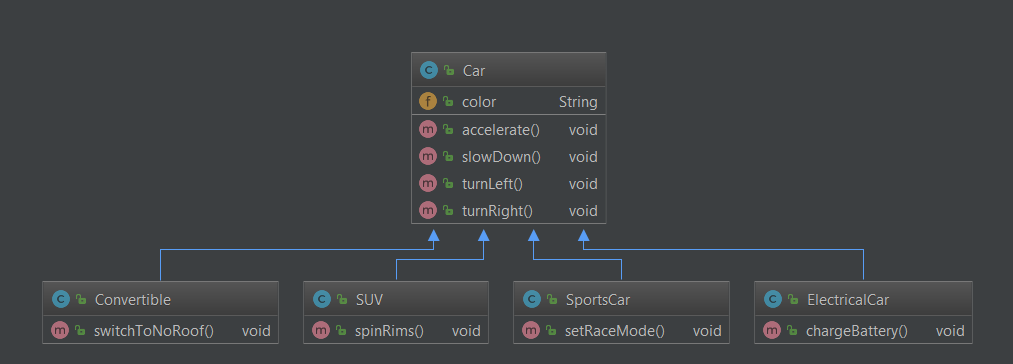 C Car
f color String
m accelerate() void
m slowDown() void
m turnLeft() void
m turnRight() void
C Convertible
m switchToNoRoof() void
C SUV
m spinRims() void
C SportsCar
m setRaceMode() void
C ElectricalCar
m chargeBattery() void